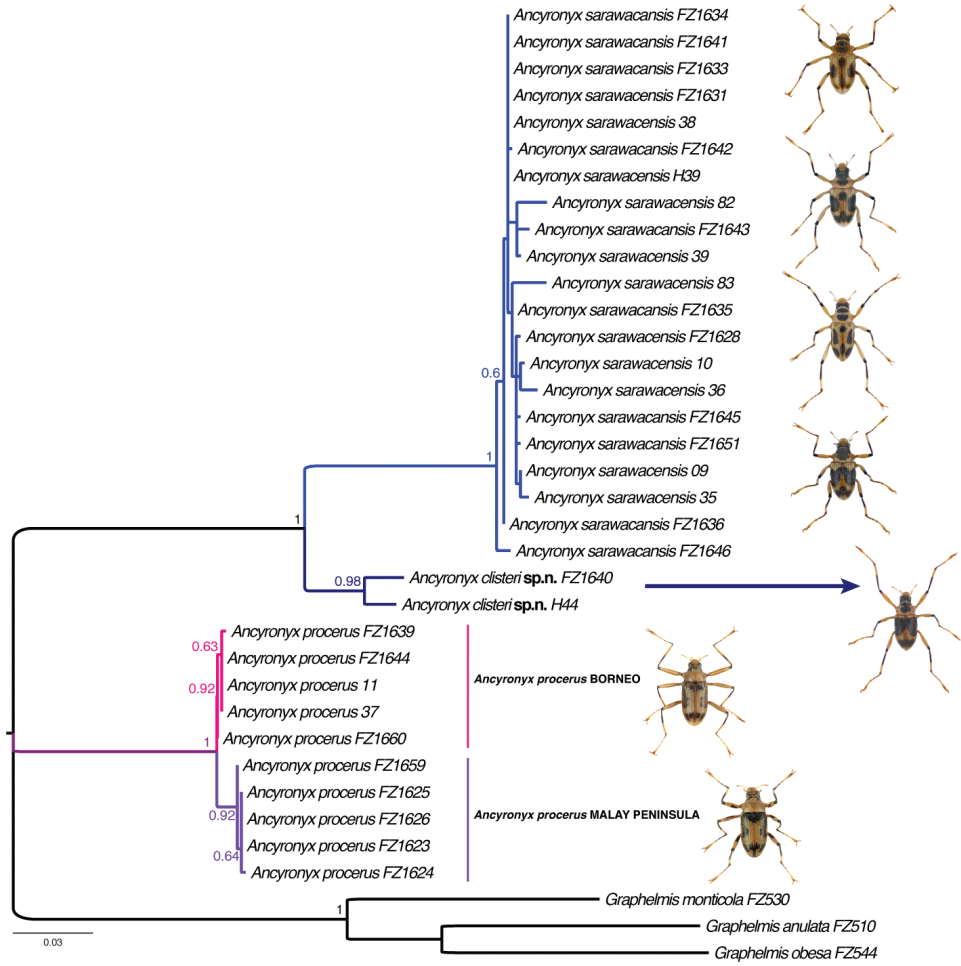 Ancyronyx sarawacansis FZ1634
Ancyronyx sarawacansis FZ1641
Ancyronyx sarawacansis FZ1633
Ancyronyx sarawacensis FZ1631
Ancyronyx sarawacensis 38
Ancyronyx sarawacansis FZ1642
Ancyronyx sarawacensis H39
Ancyronyx sarawacensis 82
Ancyronyx sarawacansis FZ1643
Ancyronyx sarawacensis 39
Ancyronyx sarawacensis 83
Ancyronyx sarawacansis FZ1635
Ancyronyx sarawacensis FZ1628
Ancyronyx sarawacensis 10
0.6
Ancyronyx sarawacensis 36
Ancyronyx sarawacansis FZ1645
Ancyronyx sarawacansis FZ1651
1
Ancyronyx sarawacensis 09
Ancyronyx sarawacensis 35
1
Ancyronyx sarawacansis FZ1636
Ancyronyx sarawacansis FZ1646
0.98
Ancyronyx clisteri sp.n. FZ1640
Ancyronyx clisteri sp.n. H44
Ancyronyx procerus FZ1639
0.63
Ancyronyx procerus FZ1644
Ancyronyx procerus BORNEO
0.92
Ancyronyx procerus 11
Ancyronyx procerus 37
1
Ancyronyx procerus FZ1660
Ancyronyx procerus FZ1659
Ancyronyx procerus FZ1625
0.92
Ancyronyx procerus MALAY PENINSULA
Ancyronyx procerus FZ1626
Ancyronyx procerus FZ1623
0.64
Ancyronyx procerus FZ1624
1
Graphelmis monticola FZ530
Graphelmis anulata FZ510
0.03
Graphelmis obesa FZ544